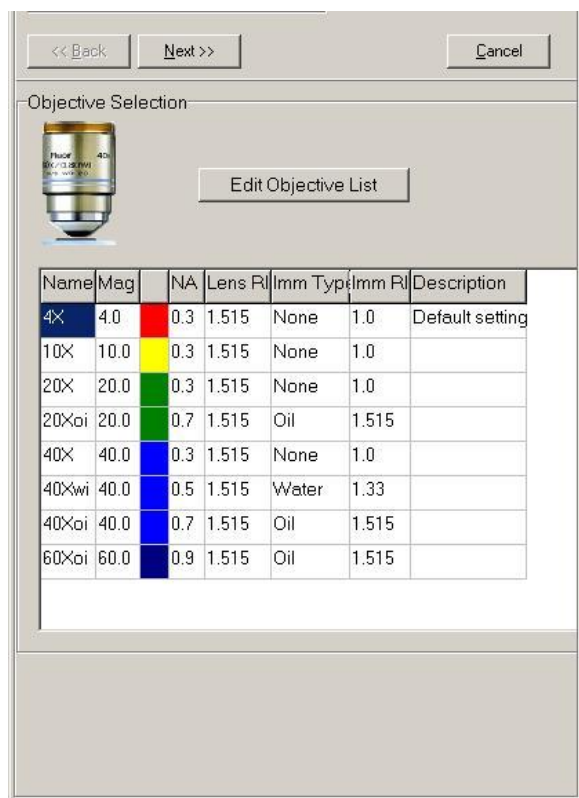 << Back Next >> Cancel
Objective Selection
Fluor 40x
Edit Objective List
Name Mag NA Lens RI Imm Type Imm RI Description
4X 4.0 0.3 1.515 None 1.0 Default setting
10X 10.0 0.3 1.515 None 1.0
20X 20.0 0.3 1.515 None 1.0
20Xoi 20.0 0.7 1.515 Oil 1.515
40X 40.0 0.3 1.515 None 1.0
40Xwi 40.0 0.5 1.515 Water 1.33
40Xoi 40.0 0.7 1.515 Oil 1.515
60Xoi 60.0 0.9 1.515 Oil 1.515